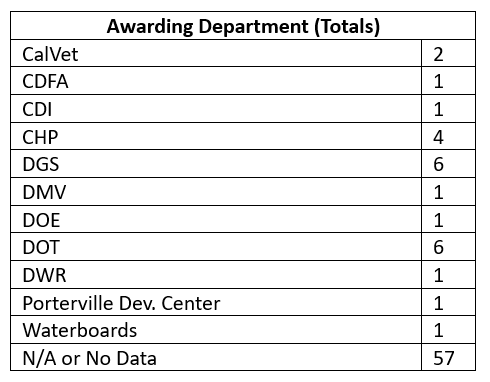 Awarding Department (Totals)
CalVet 2
CDFA 1
CDI 1
CHP 4
DGS 6
DMV 1
DOE 1
DOT 6
DWR 1
Porterville Dev. Center 1
Waterboards 1
N/A or No Data 57